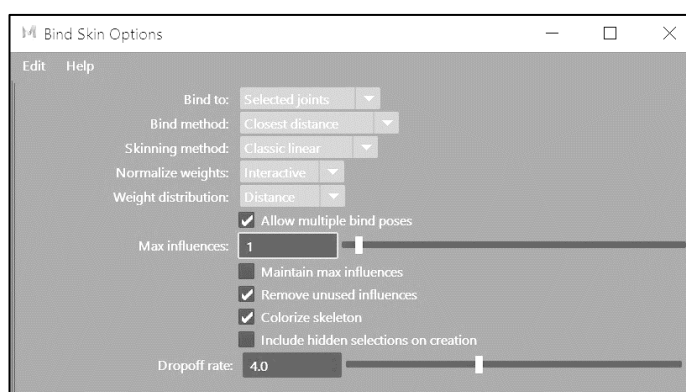 Bind Skin Options
Edit Help
Bind to: Selected joints
Bind method: Closest distance
Skinning method: Classic linear
Normalize weights: Interactive
Weight distribution: Distance
Allow multiple bind poses
Max influences: 1
Maintain max influences
Remove unused influences
Colorize skeleton
Include hidden selections on creation
Dropoff rate: 4.0